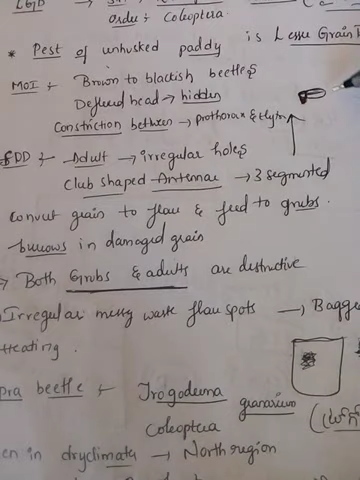 LGD →
Order ÷ Coleoptera
* Pest of unhusked paddy is Lesser Grain
MOI ÷ Brown to blackish beetles
Deflexed head → hidden
Constriction between → prothorax & elytra
Adult → irregular holes
Club shaped Antennae → 3 segmented
convert grain to flour & feed to grubs.
burrows in damaged grain
→ Both Grubs & adults are destructive
Irregular waste flour spots →
Heating.
pra beetle ÷ Trogoderma granarium
Coleoptera
en in dry climate → North region